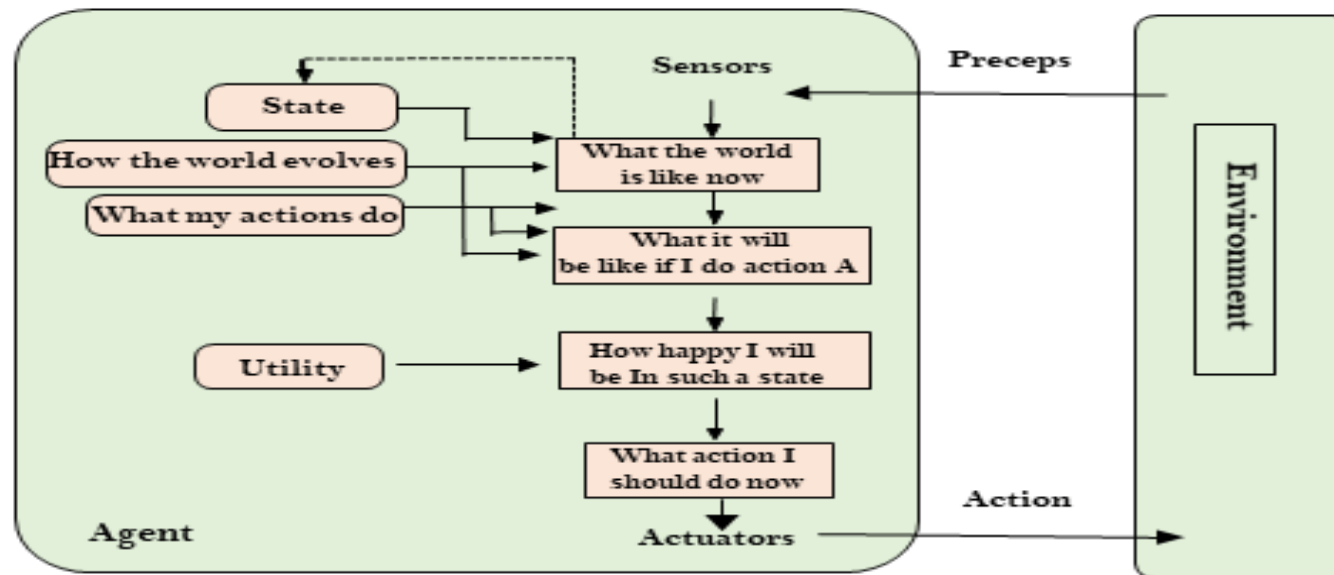 Sensors
Preceps
State
How the world evolves
What the world
is like now
What my actions do
What it will
be like if I do action A
Environment
Utility
How happy I will
be In such a state
What action I
should do now
Action
Agent
Actuators